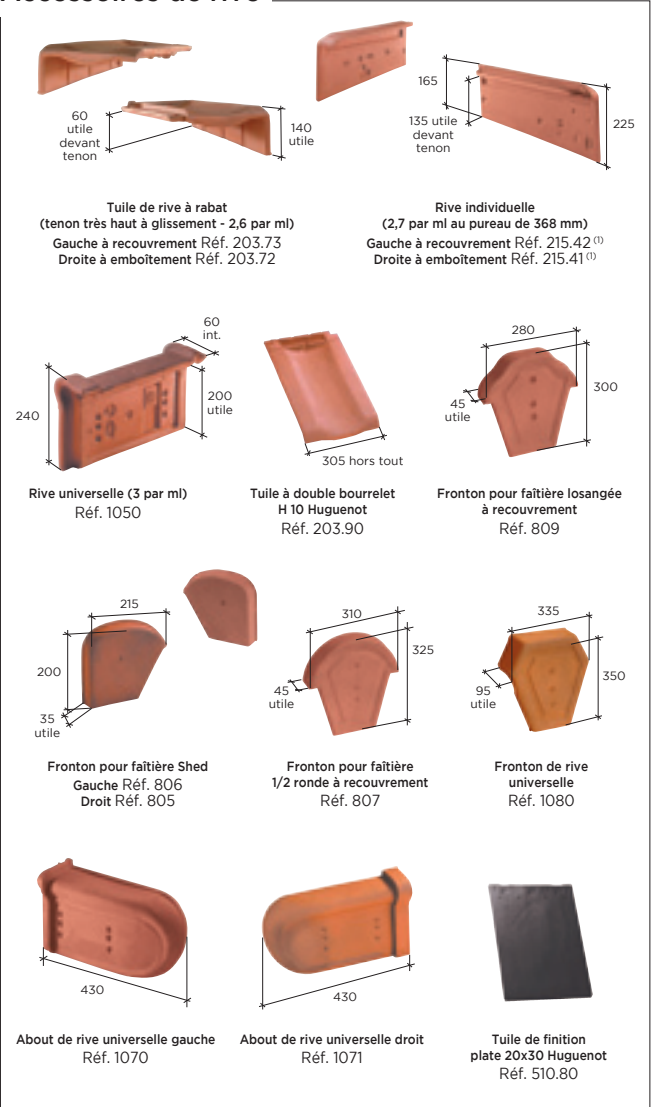 60
utile
devant
tenon
140
utile
165
135 utile
devant
tenon
225
Tuile de rive à rabat
(tenon très haut à glissement - 2,6 par ml)
Gauche à recouvrement Réf. 203.73
Droite à emboîtement Réf. 203.72
Rive individuelle
(2,7 par ml au pureau de 368 mm)
Gauche à recouvrement Réf. 215.42 (1)
Droite à emboîtement Réf. 215.41 (1)
60
int.
240
200
utile
305 hors tout
280
45
utile
300
Rive universelle (3 par ml)
Réf. 1050
Tuile à double bourrelet
H 10 Huguenot
Réf. 203.90
Fronton pour faîtière losangée
à recouvrement
Réf. 809
215
200
35
utile
310
325
45
utile
335
350
95
utile
Fronton pour faîtière Shed
Gauche Réf. 806
Droit Réf. 805
Fronton pour faîtière
1/2 ronde à recouvrement
Réf. 807
Fronton de rive
universelle
Réf. 1080
430
430
About de rive universelle gauche
Réf. 1070
About de rive universelle droit
Réf. 1071
Tuile de finition
plate 20x30 Huguenot
Réf. 510.80